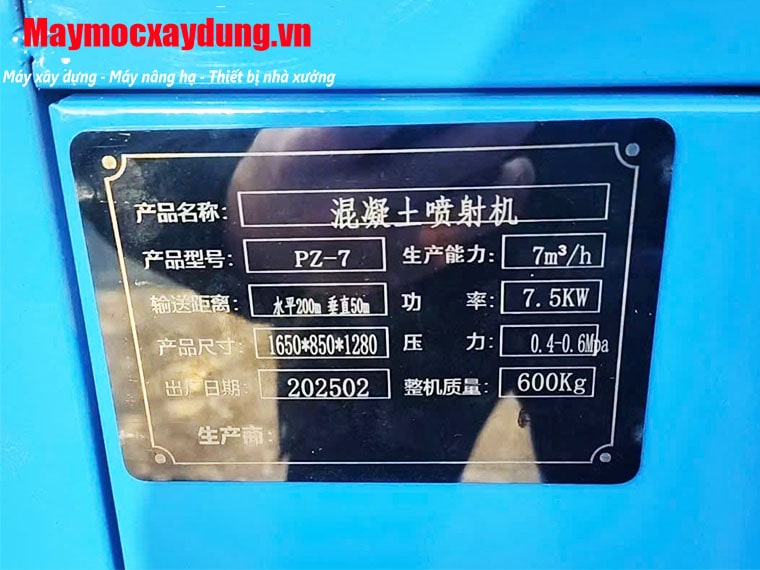 Maymocxaydung.vn
Máy xây dựng - Máy nâng hạ - Thiết bị nhà xưởng
产品名称： 混凝土喷射机
产品型号： PZ-7 生产能力： 7m³/h
输送距离： 水平200m 垂直50m 功 率： 7.5KW
产品尺寸： 1650*850*1280 压 力： 0.4-0.6Mpa
出厂日期： 202502 整机质量： 600Kg
生产商：